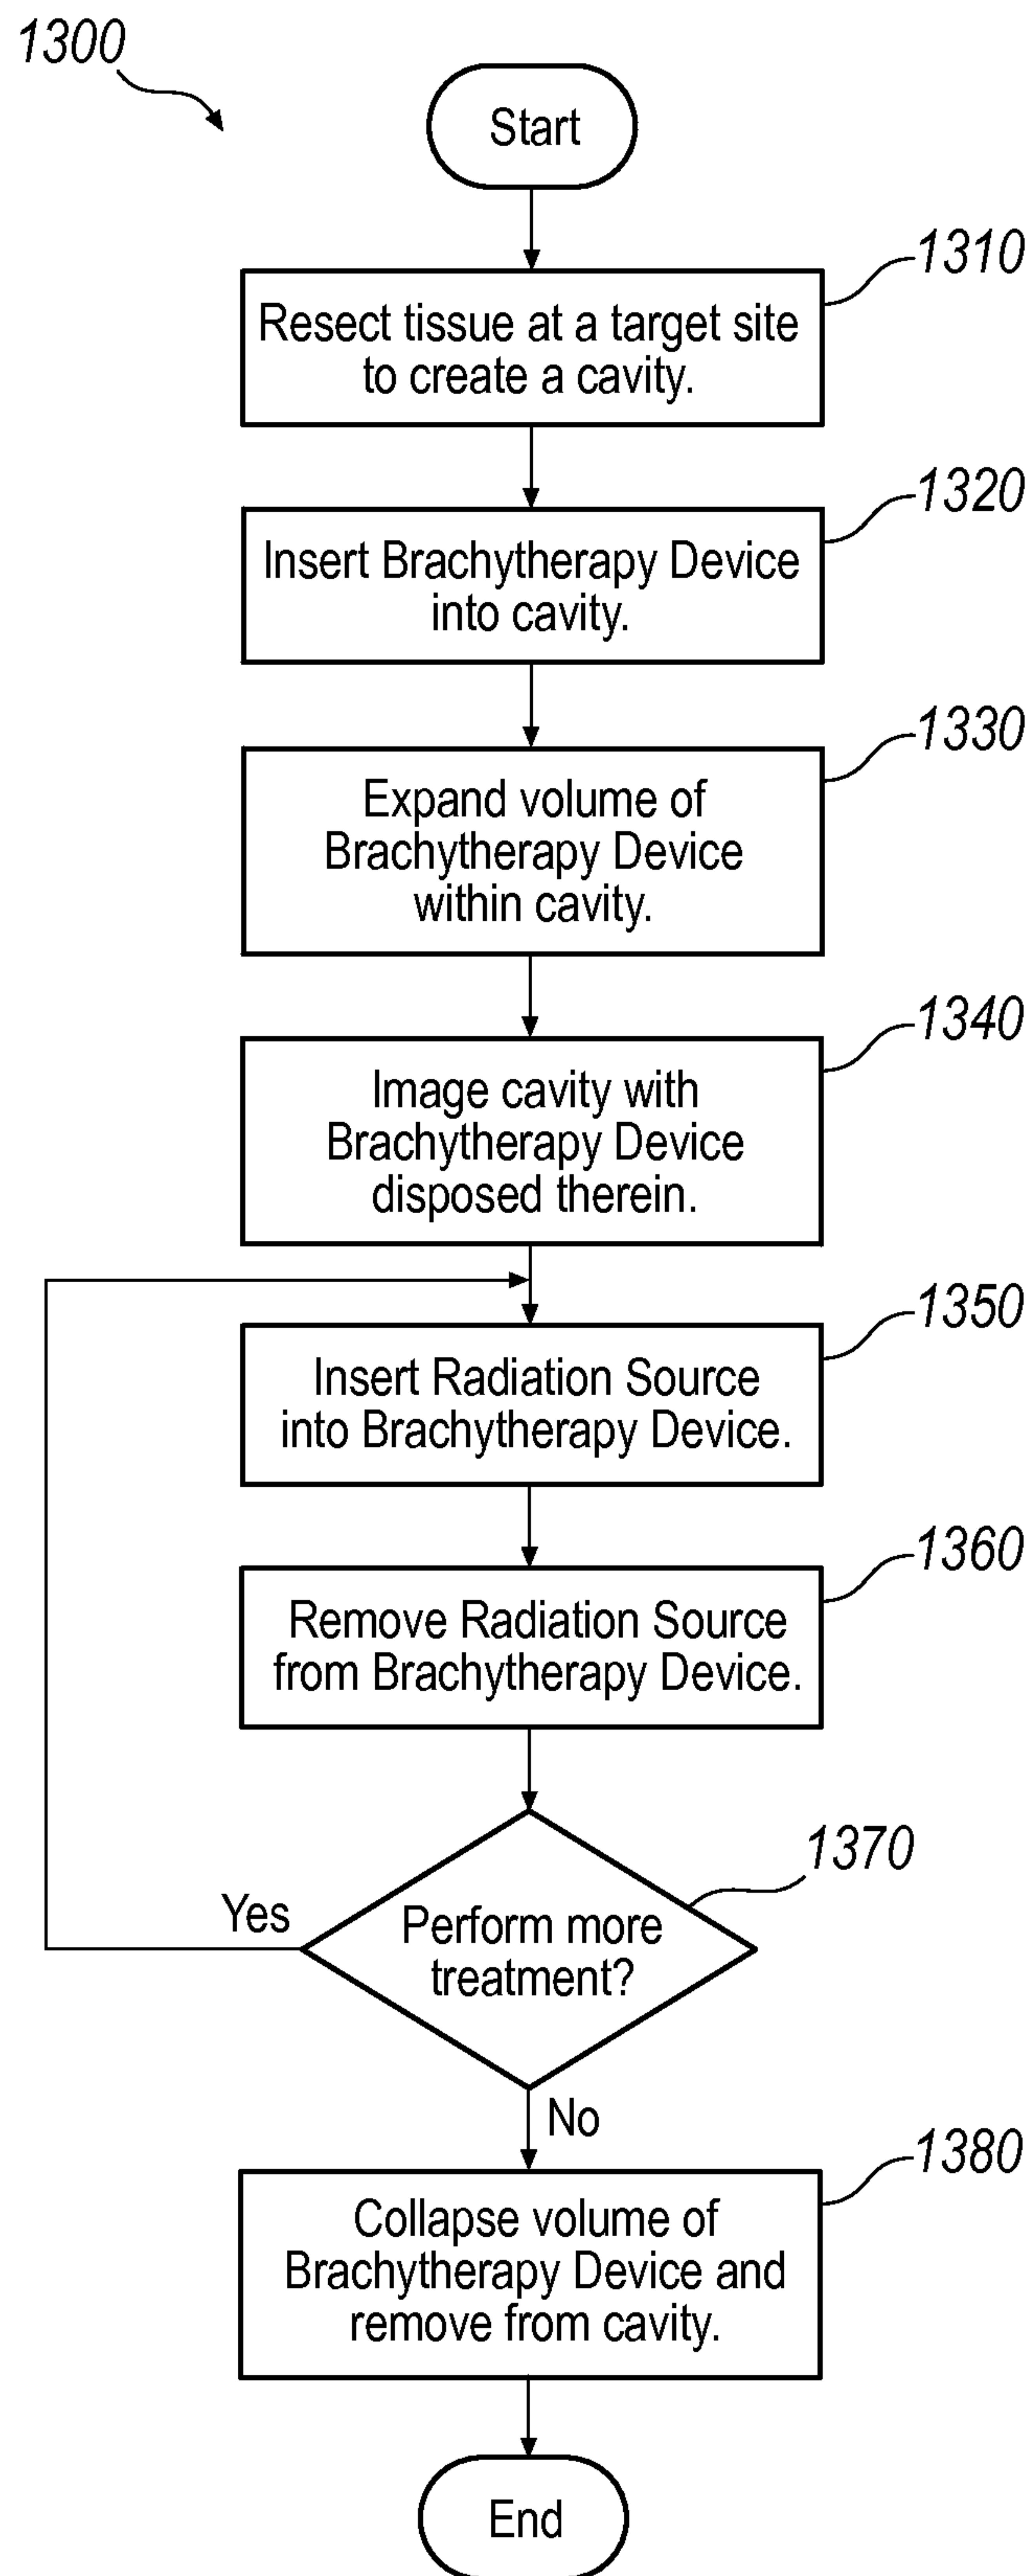 1300
Start
1310
Resect tissue at a target site
to create a cavity.
1320
Insert Brachytherapy Device
into cavity.
1330
Expand volume of
Brachytherapy Device
within cavity.
1340
Image cavity with
Brachytherapy Device
disposed therein.
1350
Insert Radiation Source
into Brachytherapy Device.
1360
Remove Radiation Source
from Brachytherapy Device.
1370
Yes
Perform more
treatment?
No
1380
Collapse volume of
Brachytherapy Device and
remove from cavity.
End